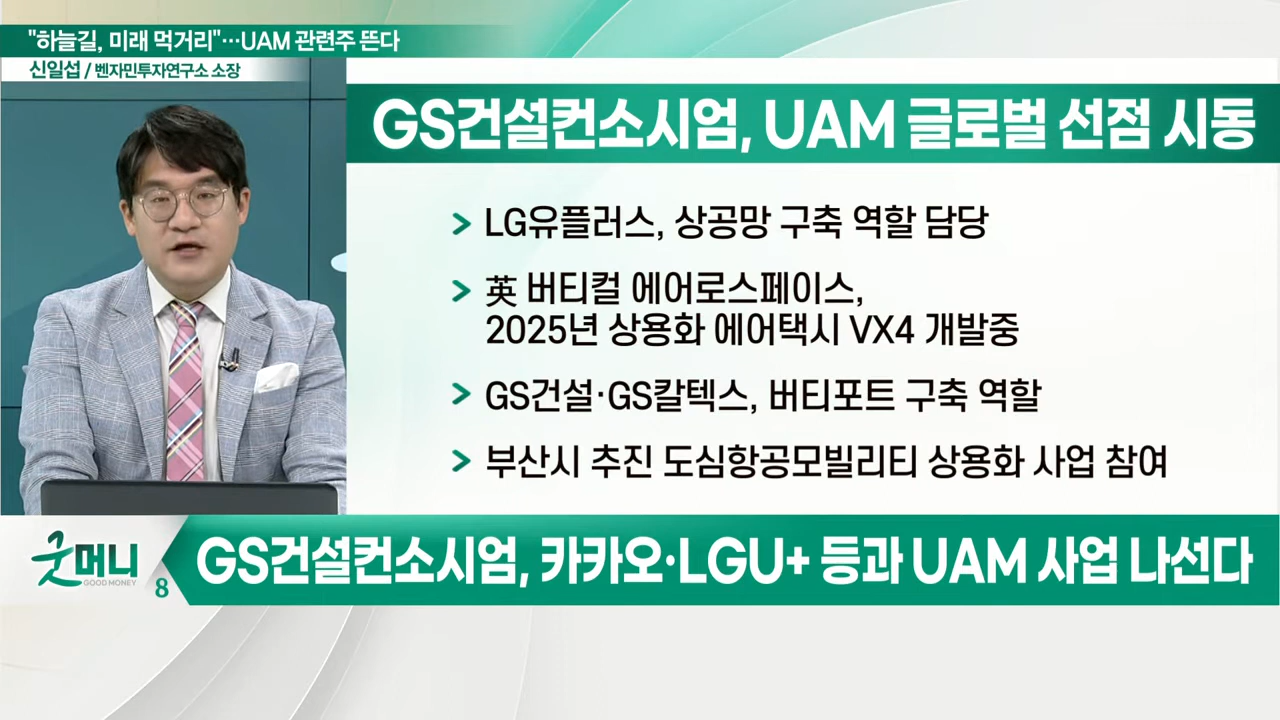 "하늘길, 미래 먹거리"…UAM 관련주 뜬다
신일섭 / 벤자민투자연구소 소장
GS건설컨소시엄, UAM 글로벌 선점 시동
> LG유플러스, 상공망 구축 역할 담당
> 英 버티컬 에어로스페이스,
2025년 상용화 에어택시 VX4 개발중
> GS건설·GS칼텍스, 버티포트 구축 역할
> 부산시 추진 도심항공모빌리티 상용화 사업 참여
굿머니
GOOD MONEY
8
GS건설컨소시엄, 카카오·LGU+ 등과 UAM 사업 나선다